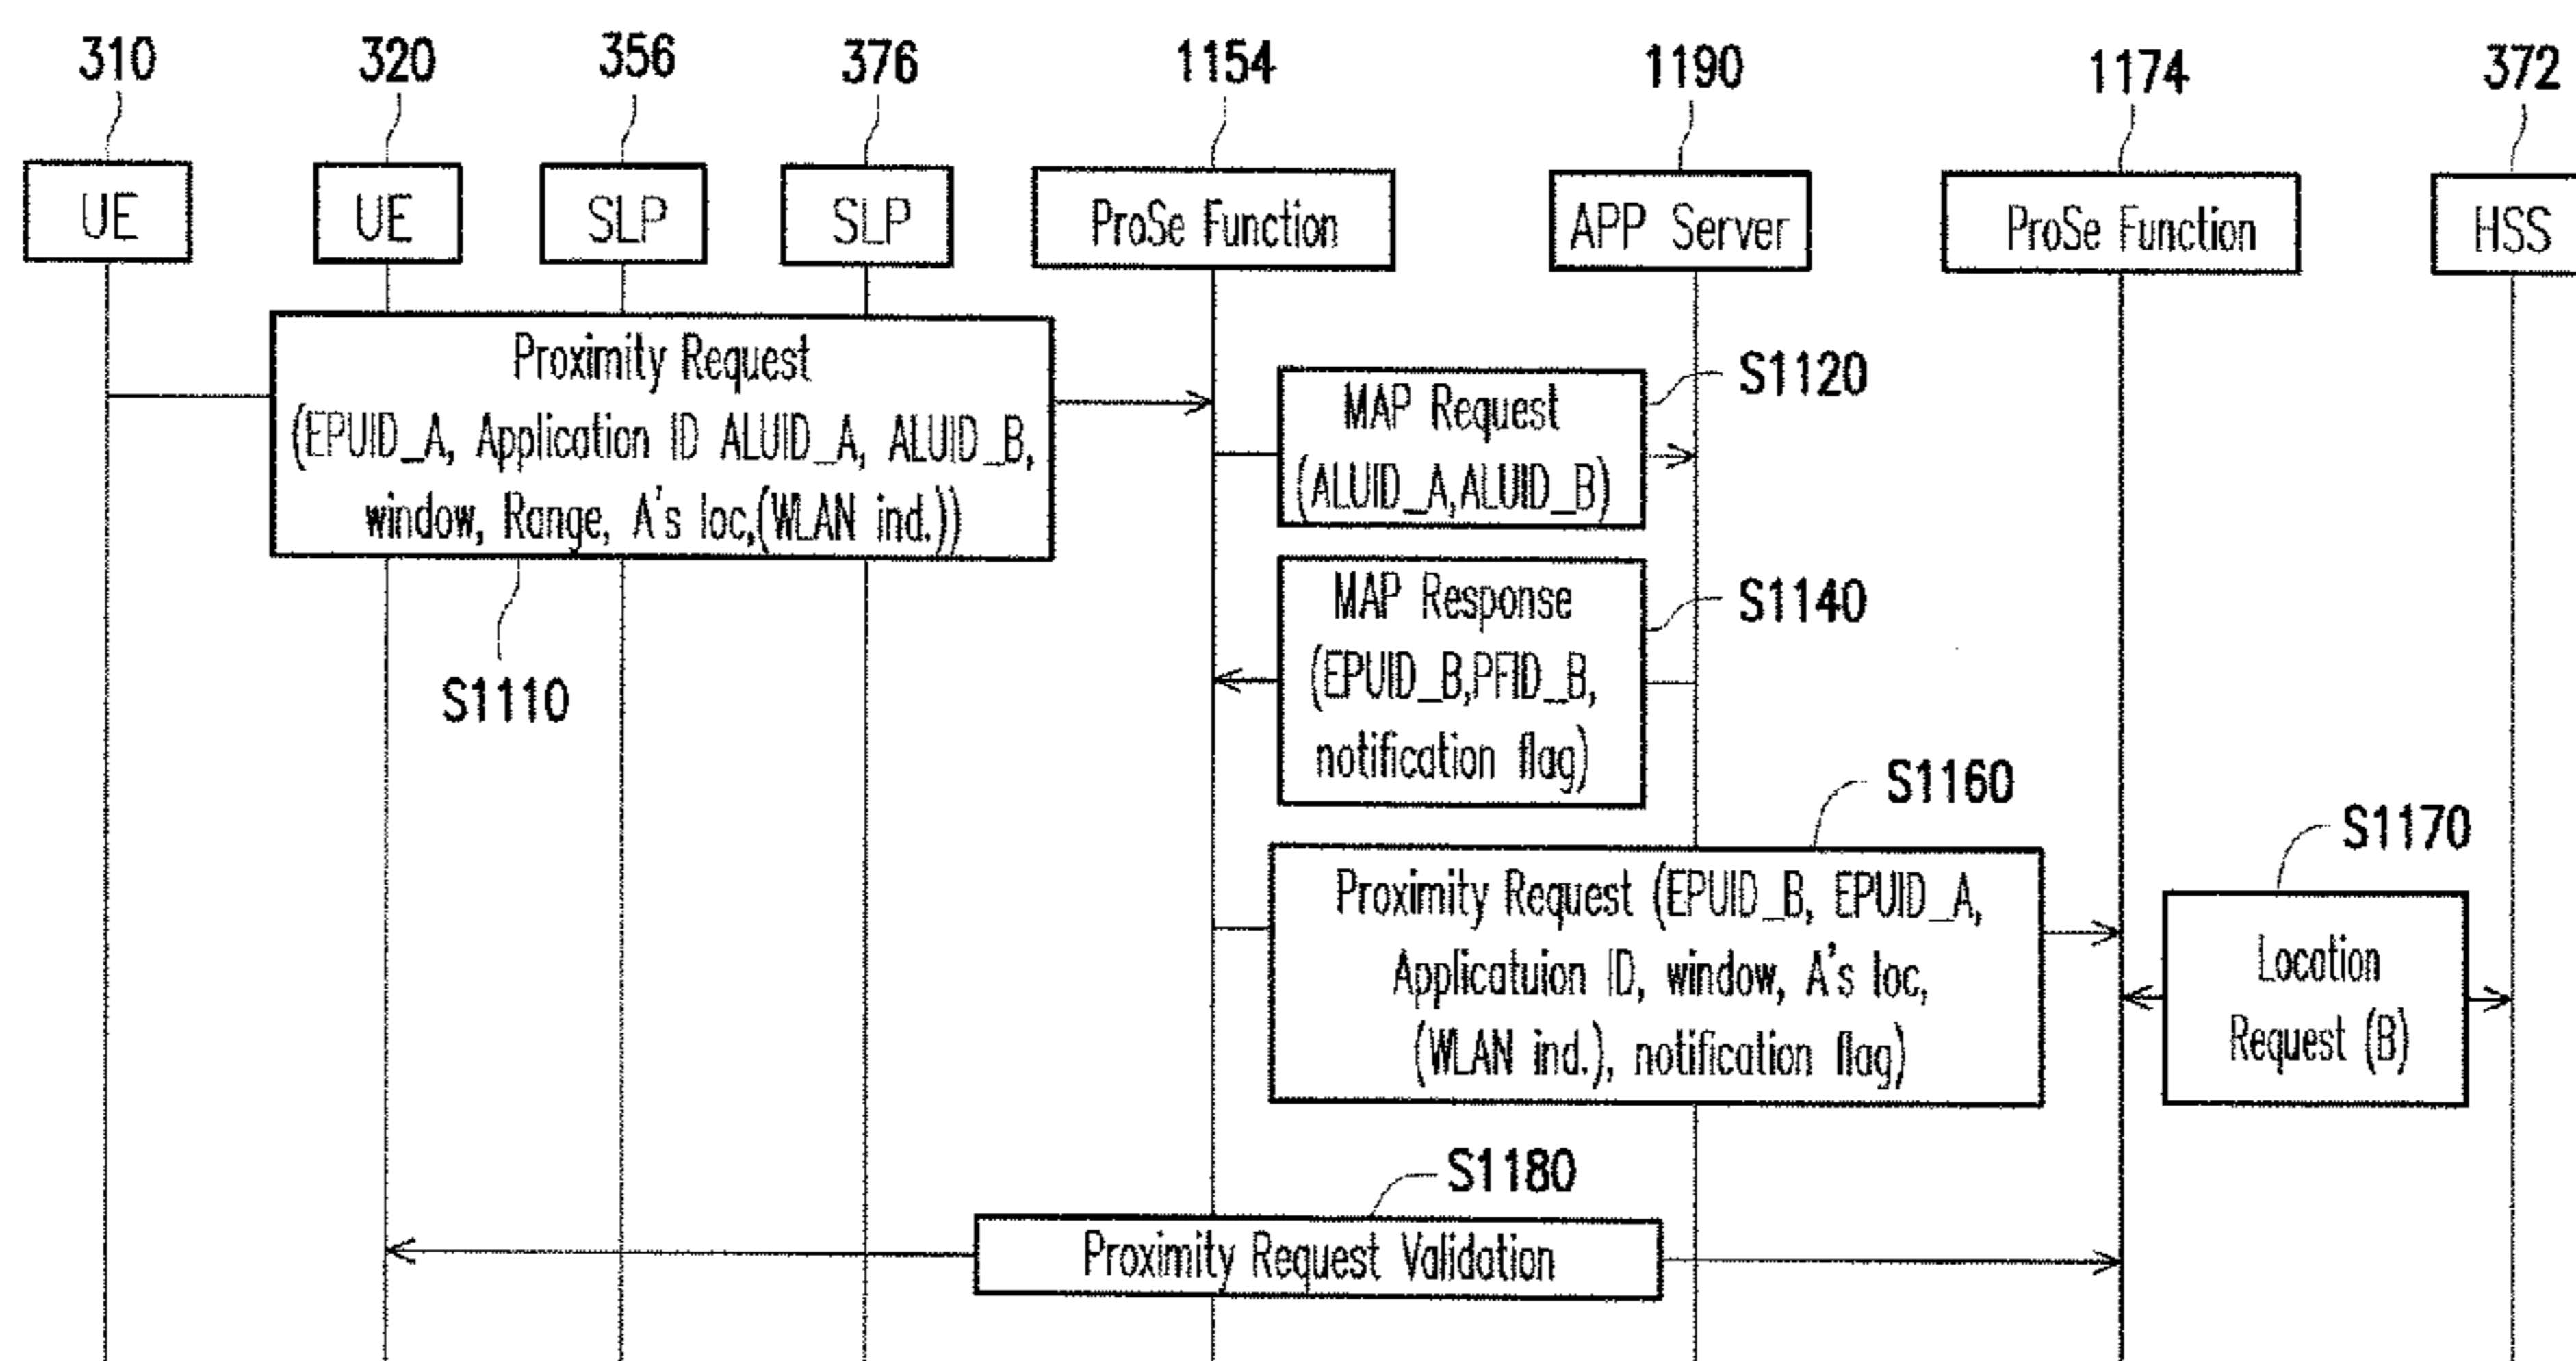 310 320 356 376 1154 1190 1174 372
UE UE SLP SLP ProSe Function APP Server ProSe Function HSS
Proximity Request
(EPUID_A, Application ID ALUID_A, ALUID_B,
window, Range, A's loc,(WLAN ind.))
S1110
MAP Request
(ALUID_A,ALUID_B)
S1120
MAP Response
(EPUID_B,PFID_B,
notification flag)
S1140
S1160
Proximity Request (EPUID_B, EPUID_A,
Applicatuion ID, window, A's loc,
(WLAN ind.), notification flag)
S1170
Location
Request (B)
S1180
Proximity Request Validation